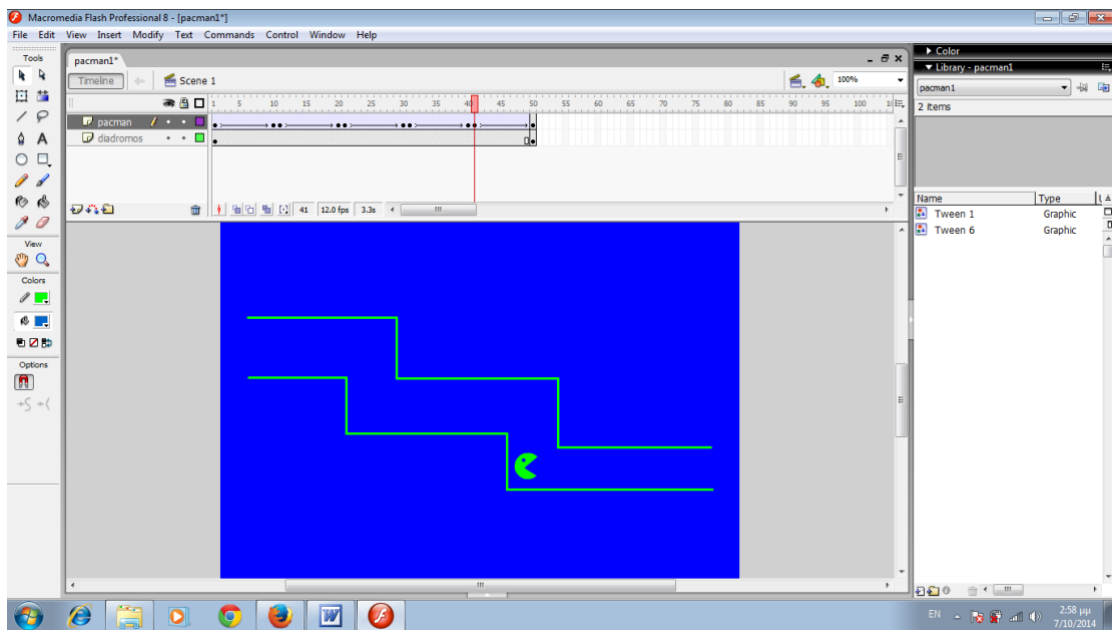 Macromedia Flash Professional 8 - [pacman1*]
File Edit View Insert Modify Text Commands Control Window Help
Tools
pacman1*
Timeline
Scene 1
100%
1 5 10 15 20 25 30 35 40 45 50 55 60 65 70 75 80 85 90 95 100
pacman
diadromos
41 12.0 fps 3.3s
View
Colors
Options
Color
Library - pacman1
pacman1
2 items
Name Type
Tween 1 Graphic
Tween 6 Graphic
EN
2:58 μμ
7/10/2014